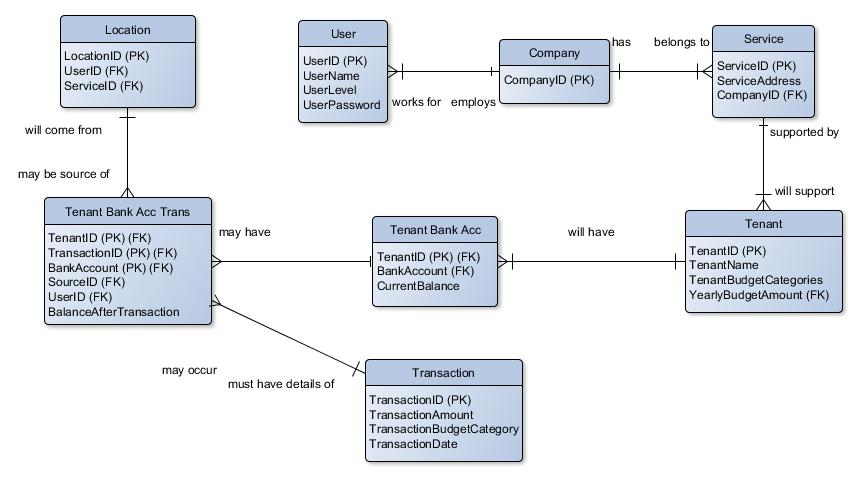 Location
LocationID (PK)
UserID (FK)
ServiceID (FK)
User
UserID (PK)
UserName
UserLevel
UserPassword
works for
employs
Company
CompanyID (PK)
has
belongs to
Service
ServiceID (PK)
ServiceAddress
CompanyID (FK)
will come from
may be source of
supported by
will support
Tenant Bank Acc Trans
TenantID (PK) (FK)
TransactionID (PK) (FK)
BankAccount (PK) (FK)
SourceID (FK)
UserID (FK)
BalanceAfterTransaction
may have
Tenant Bank Acc
TenantID (PK) (FK)
BankAccount (FK)
CurrentBalance
will have
Tenant
TenantID (PK)
TenantName
TenantBudgetCategories
YearlyBudgetAmount (FK)
may occur
must have details of
Transaction
TransactionID (PK)
TransactionAmount
TransactionBudgetCategory
TransactionDate